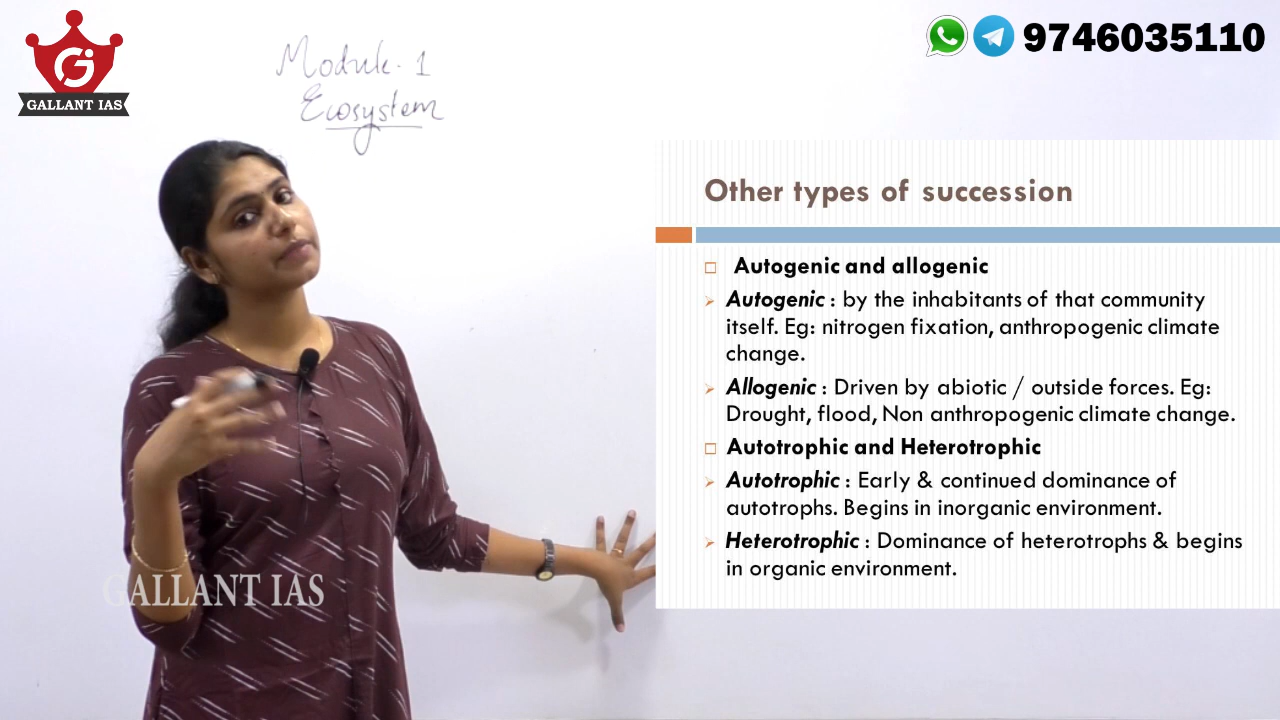 GALLANT IAS
9746035110
Module - 1
Ecosystem
Other types of succession
Autogenic and allogenic
Autogenic : by the inhabitants of that community
itself. Eg: nitrogen fixation, anthropogenic climate
change.
Allogenic : Driven by abiotic / outside forces. Eg:
Drought, flood, Non anthropogenic climate change.
Autotrophic and Heterotrophic
Autotrophic : Early & continued dominance of
autotrophs. Begins in inorganic environment.
Heterotrophic : Dominance of heterotrophs & begins
in organic environment.
GALLANT IAS